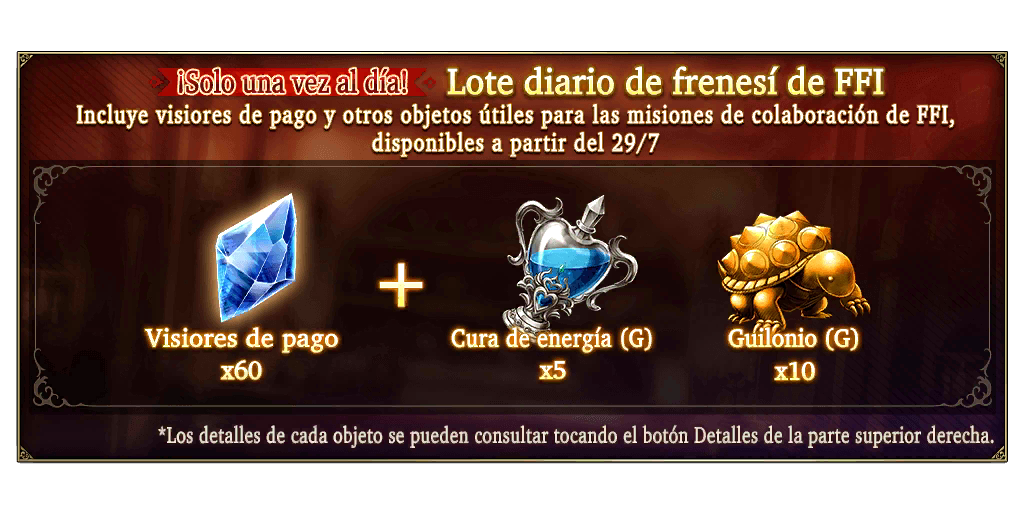 ¡Solo una vez al día! Lote diario de frenesí de FFI
Incluye visiores de pago y otros objetos útiles para las misiones de colaboración de FFI,
disponibles a partir del 29/7
+
Visiores de pago Cura de energía (G) Guilonio (G)
x60 x5 x10
*Los detalles de cada objeto se pueden consultar tocando el botón Detalles de la parte superior derecha.